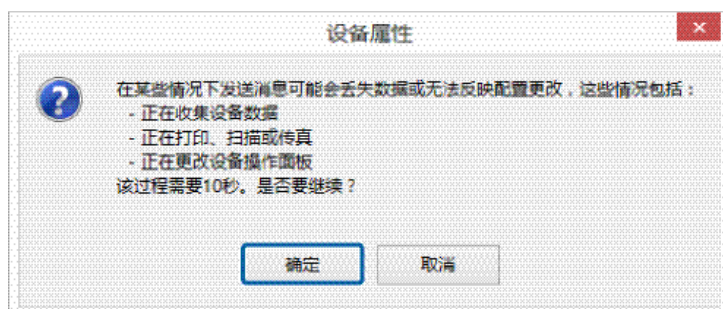 设备属性
在某些情况下发送消息可能会丢失数据或无法反映配置更改，这些情况包括：
- 正在收集设备数据
- 正在打印、扫描或传真
- 正在更改设备操作面板
该过程需要10秒。是否要继续？
确定
取消